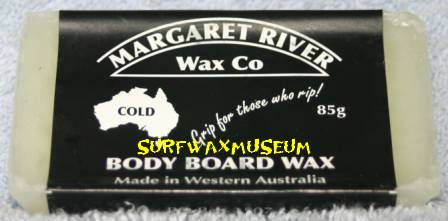 MARGARET RIVER
Wax Co
COLD
Grip for those who rip!
85g
SURFWAXMUSEUM
BODY BOARD WAX
Made in Western Australia